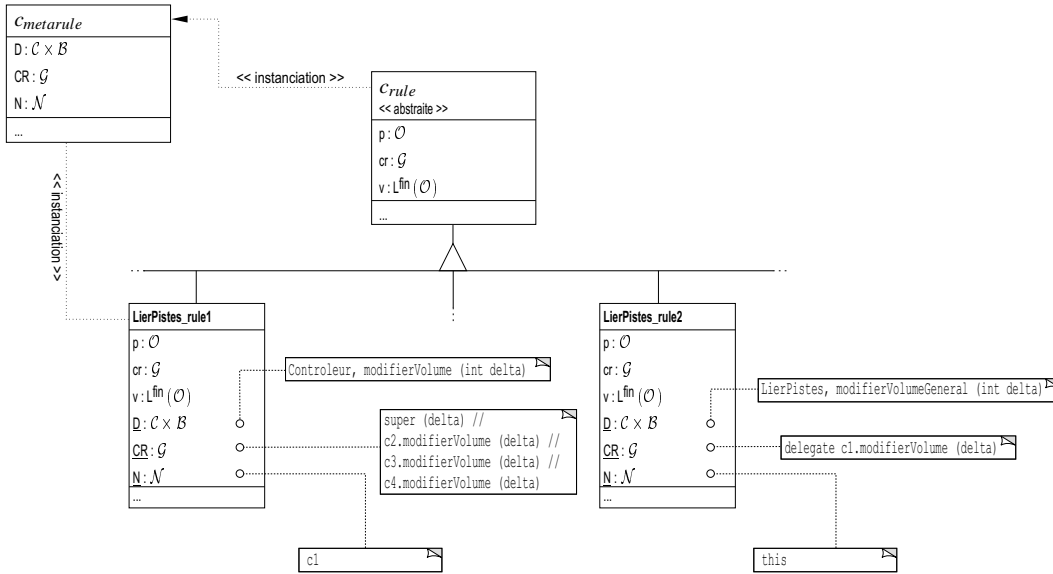 c metarule
D : C × B
CR : G
N : N
...
<< instanciation >>
c rule
<< abstraite >>
p : O
cr : G
v : L fin (O)
...
<< instanciation >>
...
...
...
LierPistes_rule1
p : O
cr : G
v : L fin (O)
D : C × B
CR : G
N : N
...
Controleur, modifierVolume (int delta)
super (delta) //
c2.modifierVolume (delta) //
c3.modifierVolume (delta) //
c4.modifierVolume (delta)
c1
LierPistes_rule2
p : O
cr : G
v : L fin (O)
D : C × B
CR : G
N : N
...
LierPistes, modifierVolumeGeneral (int delta)
delegate c1.modifierVolume (delta)
this